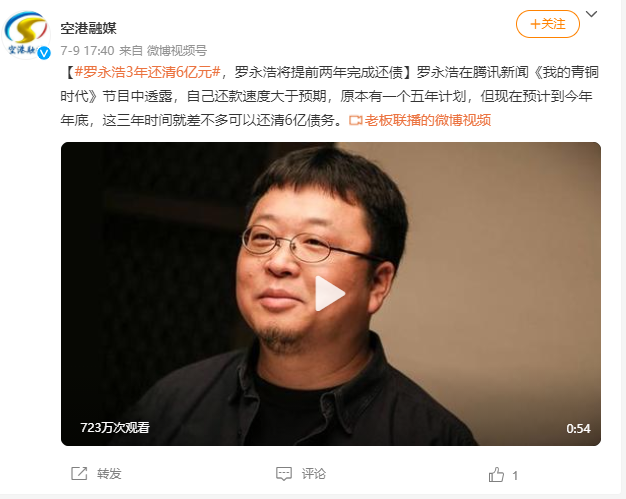 空港融媒
+关注
空港融
7-9 17:40 来自 微博视频号
【#罗永浩3年还清6亿元#，罗永浩将提前两年完成还债】罗永浩在腾讯新闻《我的青铜
时代》节目中透露，自己还款速度大于预期，原本有一个五年计划，但现在预计到今年
年底，这三年时间就差不多可以还清6亿债务。老板联播的微博视频
723万次观看
0:54
转发
评论
1